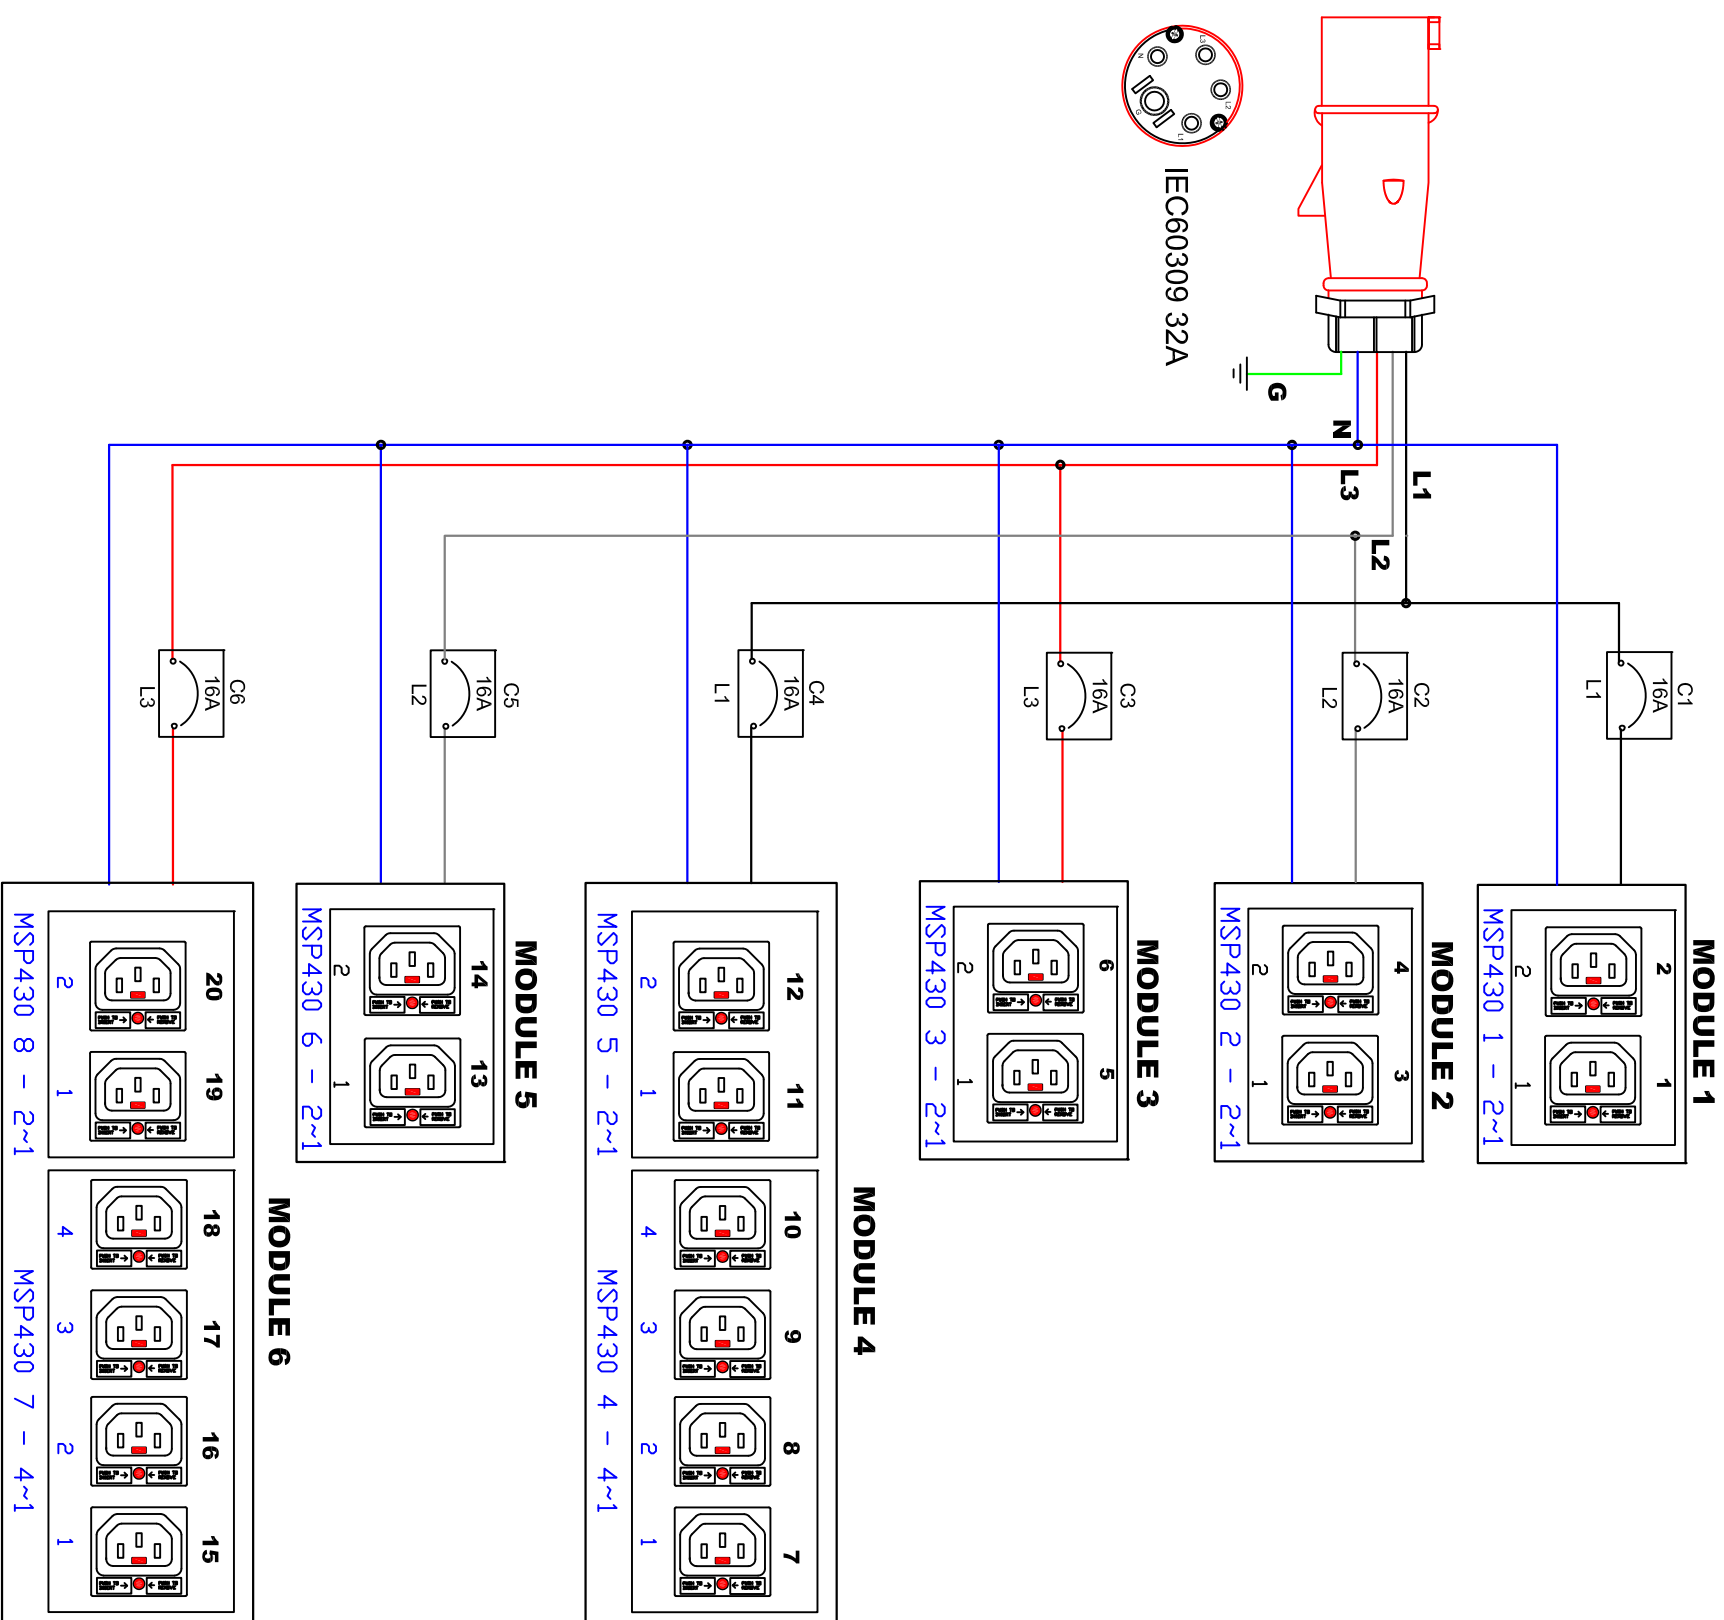 L3
L2
N
G
L1
IEC60309 32A
G
N
L3
L1
L2
C1
16A
L1
C2
16A
L2
C3
16A
L3
C4
16A
L1
C5
16A
L2
C6
16A
L3
MODULE 1
2
1
2
1
MSP430 1 - 2~1
MODULE 2
4
3
2
1
MSP430 2 - 2~1
MODULE 3
6
5
2
1
MSP430 3 - 2~1
MODULE 4
12
11
10
9
8
7
2
1
4
3
2
1
MSP430 5 - 2~1
MSP430 4 - 4~1
MODULE 5
14
13
2
1
MSP430 6 - 2~1
MODULE 6
20
19
18
17
16
15
2
1
4
3
2
1
MSP430 8 - 2~1
MSP430 7 - 4~1